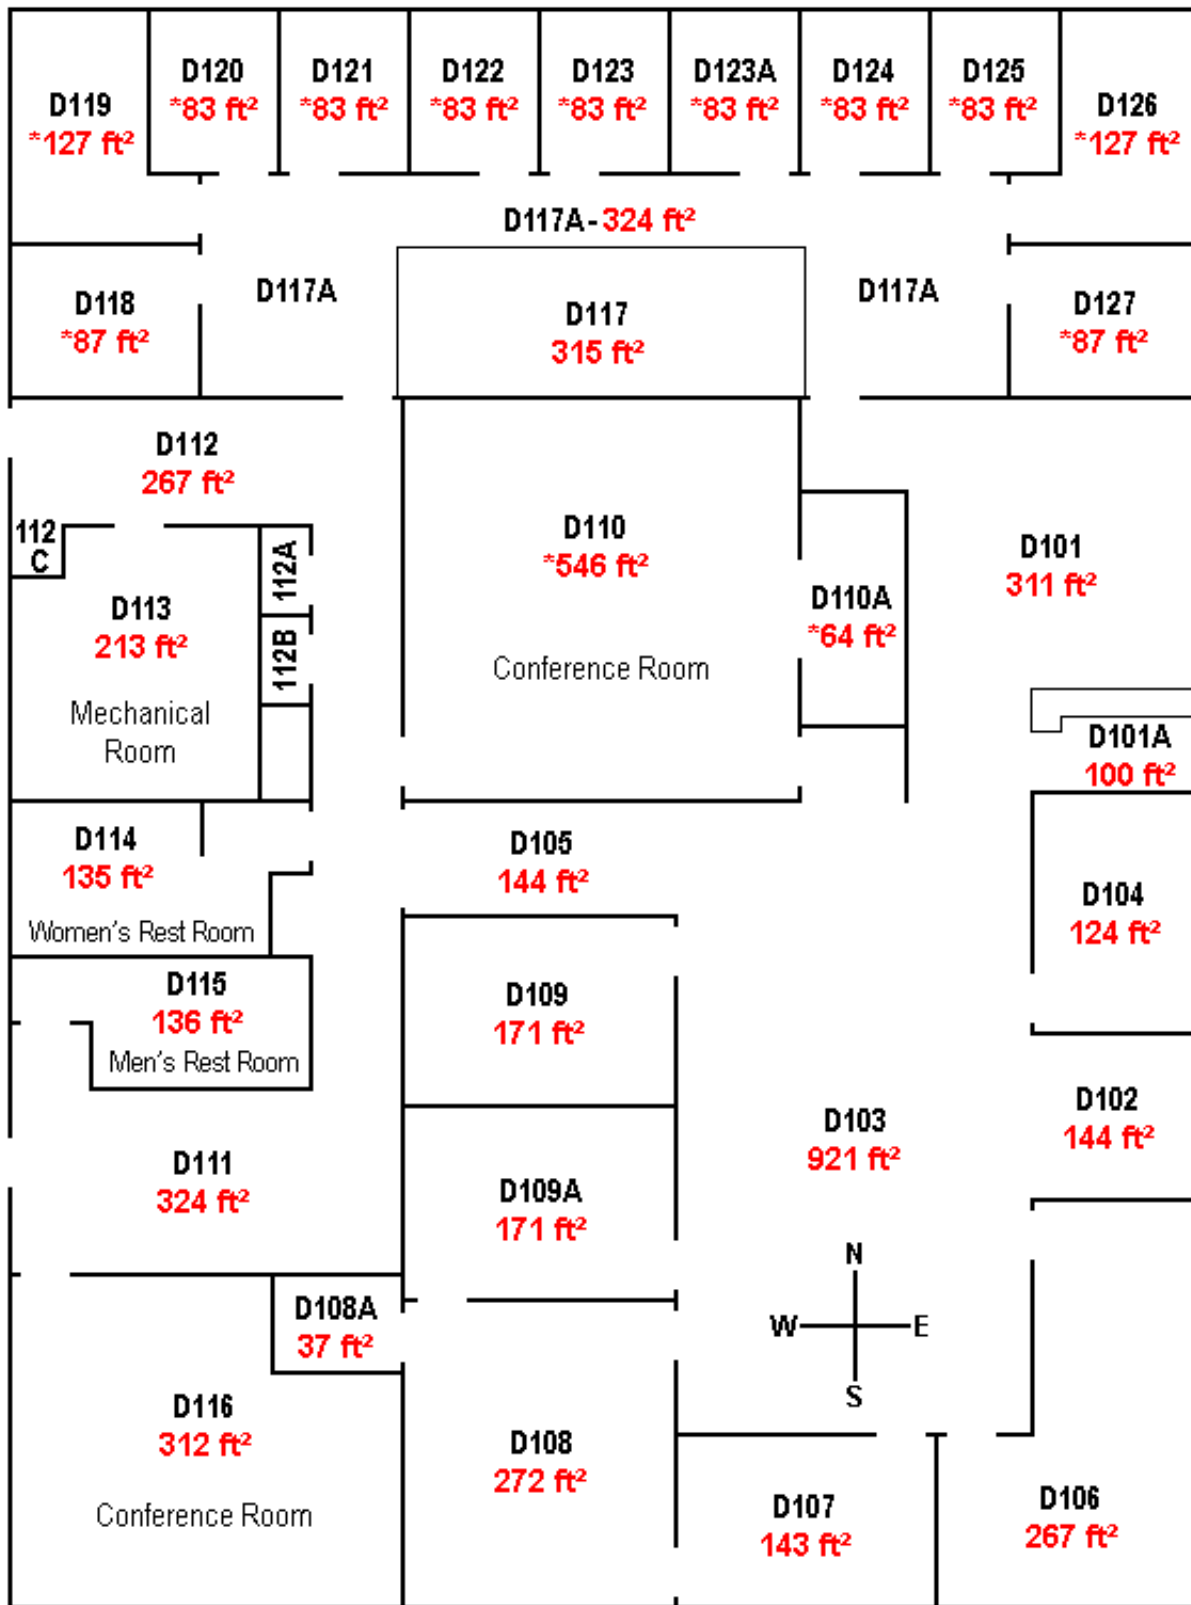 D119
*127 ft²
D120
*83 ft²
D121
*83 ft²
D122
*83 ft²
D123
*83 ft²
D123A
*83 ft²
D124
*83 ft²
D125
*83 ft²
D126
*127 ft²
D117A - 324 ft²
D118
*87 ft²
D117A
D117
315 ft²
D117A
D127
*87 ft²
D112
267 ft²
112
C
112A
112B
D113
213 ft²
Mechanical
Room
D110
*546 ft²
Conference Room
D110A
*64 ft²
D101
311 ft²
D101A
100 ft²
D114
135 ft²
Women's Rest Room
D105
144 ft²
D104
124 ft²
D115
136 ft²
Men's Rest Room
D109
171 ft²
D103
921 ft²
D102
144 ft²
D111
324 ft²
D109A
171 ft²
N
W E
S
D108A
37 ft²
D116
312 ft²
Conference Room
D108
272 ft²
D107
143 ft²
D106
267 ft²